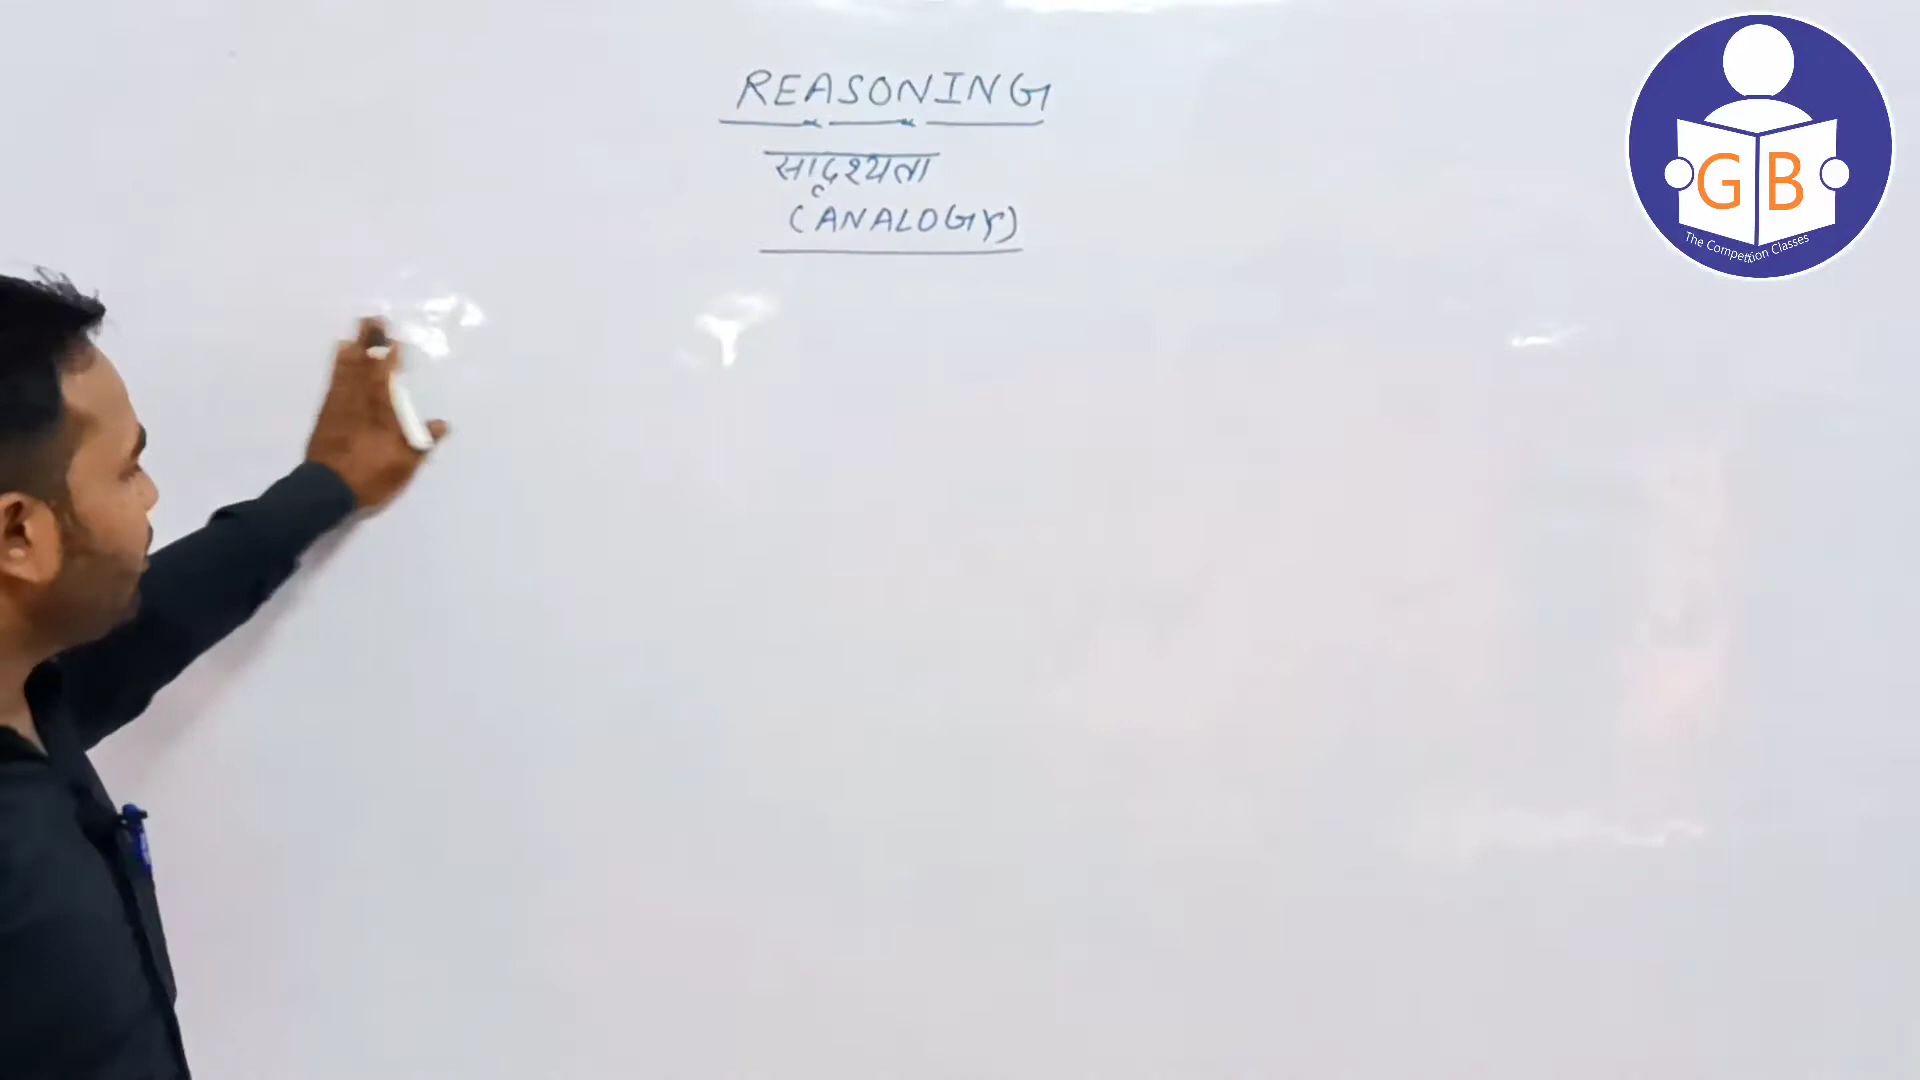 REASONING
सादृश्यता
(ANALOGY)
GB
The Competition Classes